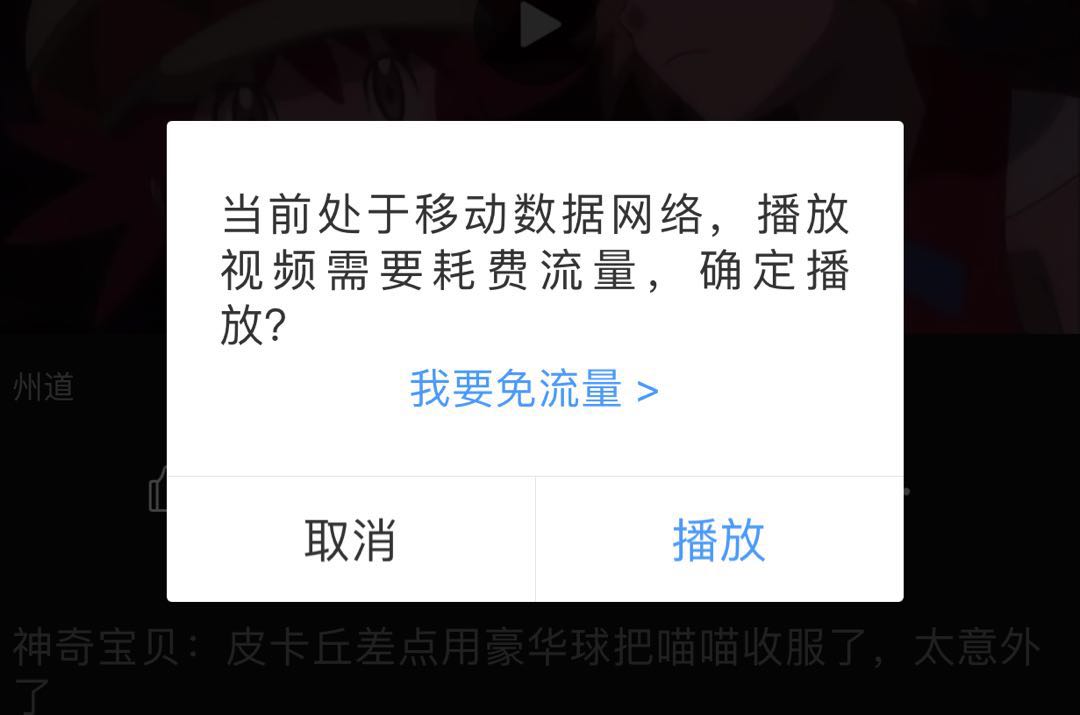 当前处于移动数据网络，播放
视频需要耗费流量，确定播
放?
我要免流量 >
州道
取消
播放
神奇宝贝：皮卡丘差点用豪华球把喵喵收服了，太意外
了